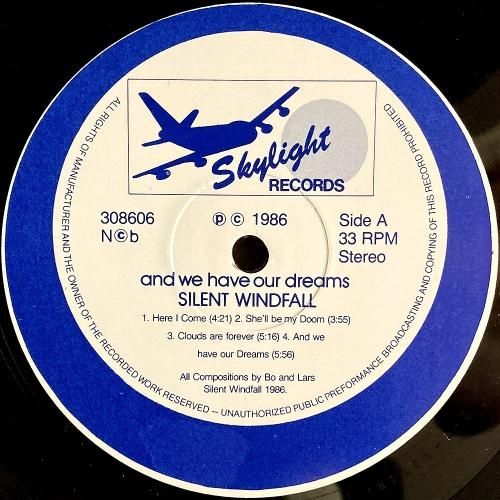 Skylight
RECORDS
308606
N©b
℗ © 1986
Side A
33 RPM
Stereo
and we have our dreams
SILENT WINDFALL
1. Here I Come (4:21) 2. She'll be my Doom (3:55)
3. Clouds are forever (5:16) 4. And we
have our Dreams (5:56)
All Compositions by Bo and Lars
Silent Windfall 1986.
ALL RIGHTS OF MANUFACTURER AND THE OWNER OF THE RECORDED WORK RESERVED – UNAUTHORIZED PUBLIC PREFORMANCE BROADCASTING AND COPYING OF THIS RECORD PROHIBITED